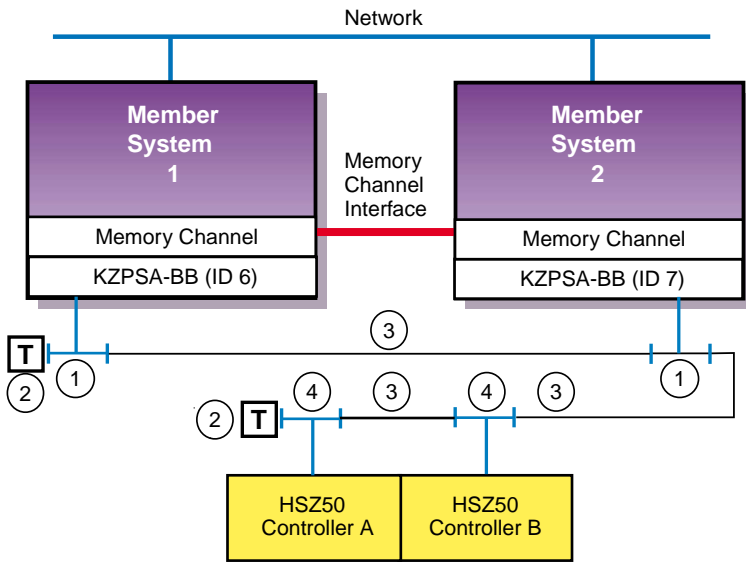 Network
Member
System
1
Member
System
2
Memory
Channel
Interface
Memory Channel
Memory Channel
KZPSA-BB (ID 6)
KZPSA-BB (ID 7)
3
T
1
1
2
4
3
4
3
2
T
HSZ50
Controller A
HSZ50
Controller B